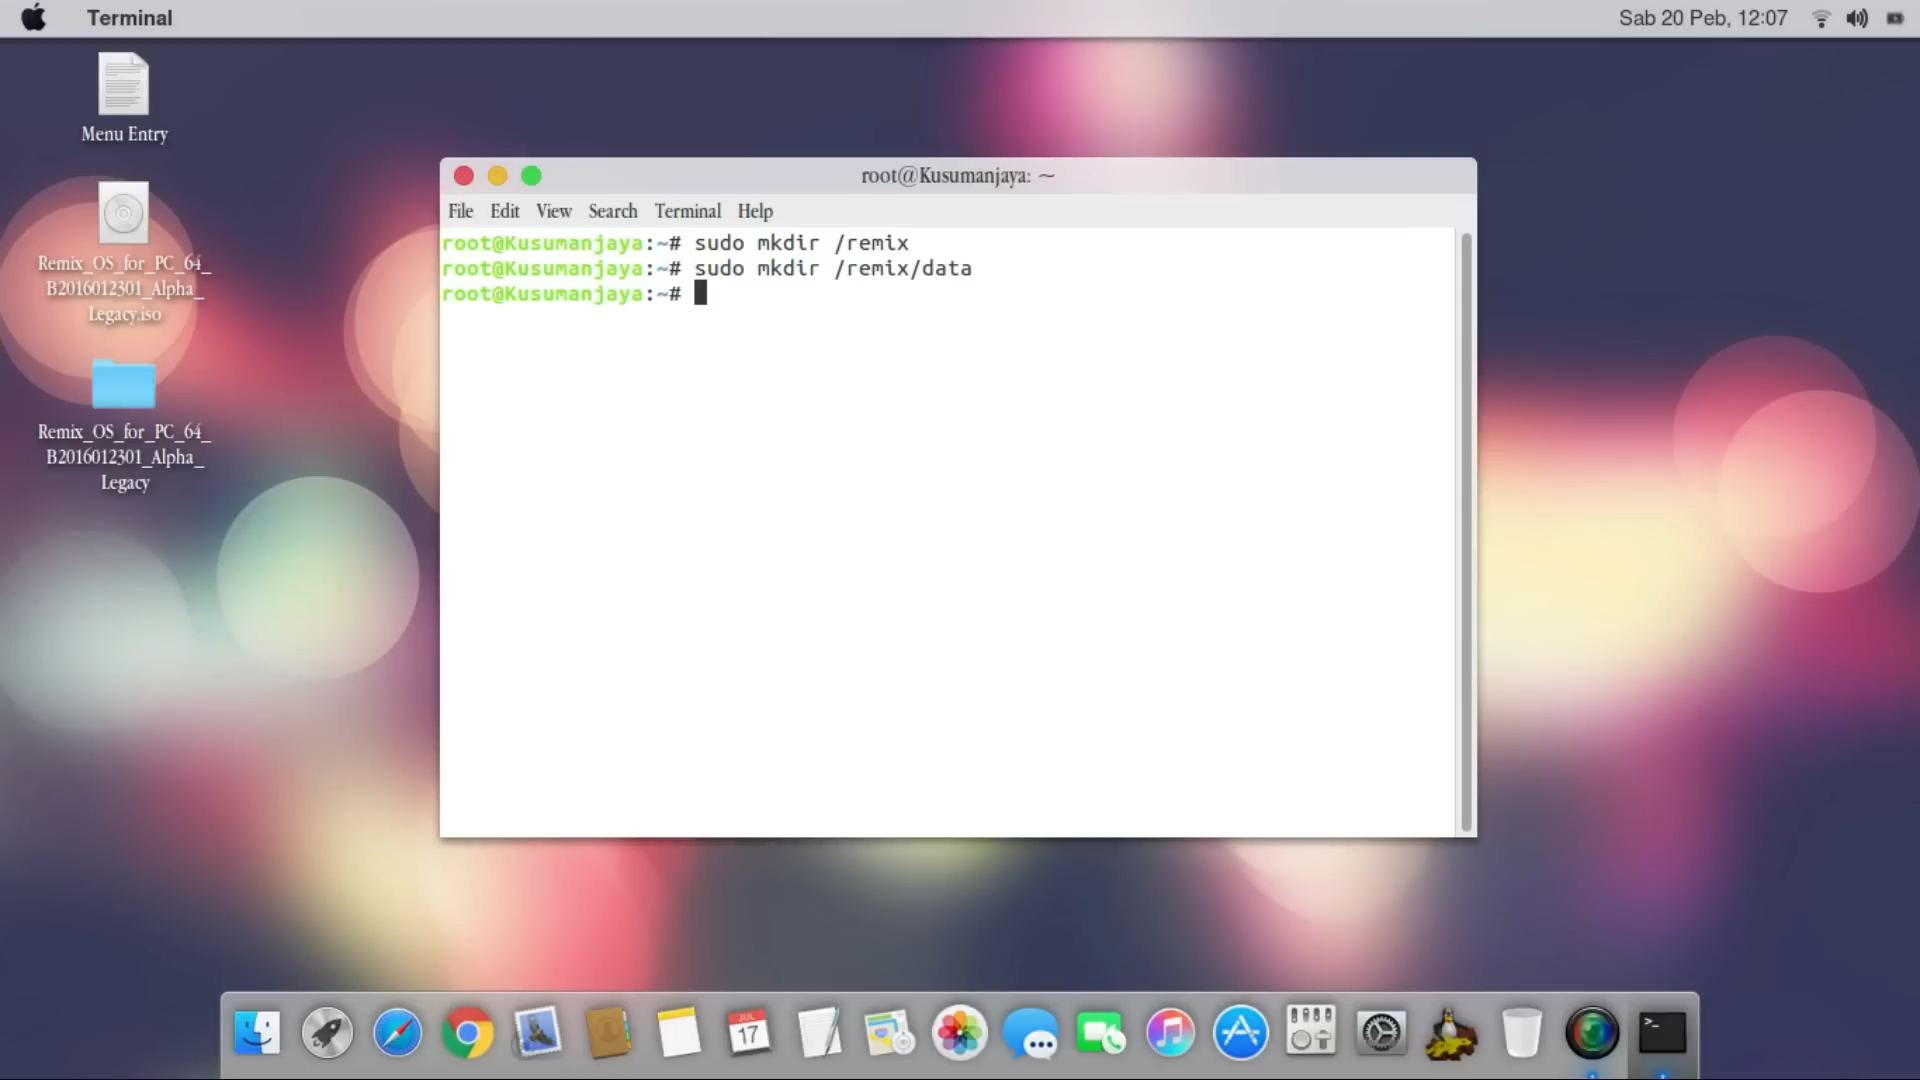 Terminal
Sab 20 Peb, 12:07
Menu Entry
Remix_OS_for_PC_64_
B2016012301_Alpha_
Legacy.iso
Remix_OS_for_PC_64_
B2016012301_Alpha_
Legacy
root@Kusumanjaya: ~
File Edit View Search Terminal Help
root@Kusumanjaya:~# sudo mkdir /remix
root@Kusumanjaya:~# sudo mkdir /remix/data
root@Kusumanjaya:~#
JUL
17
>_